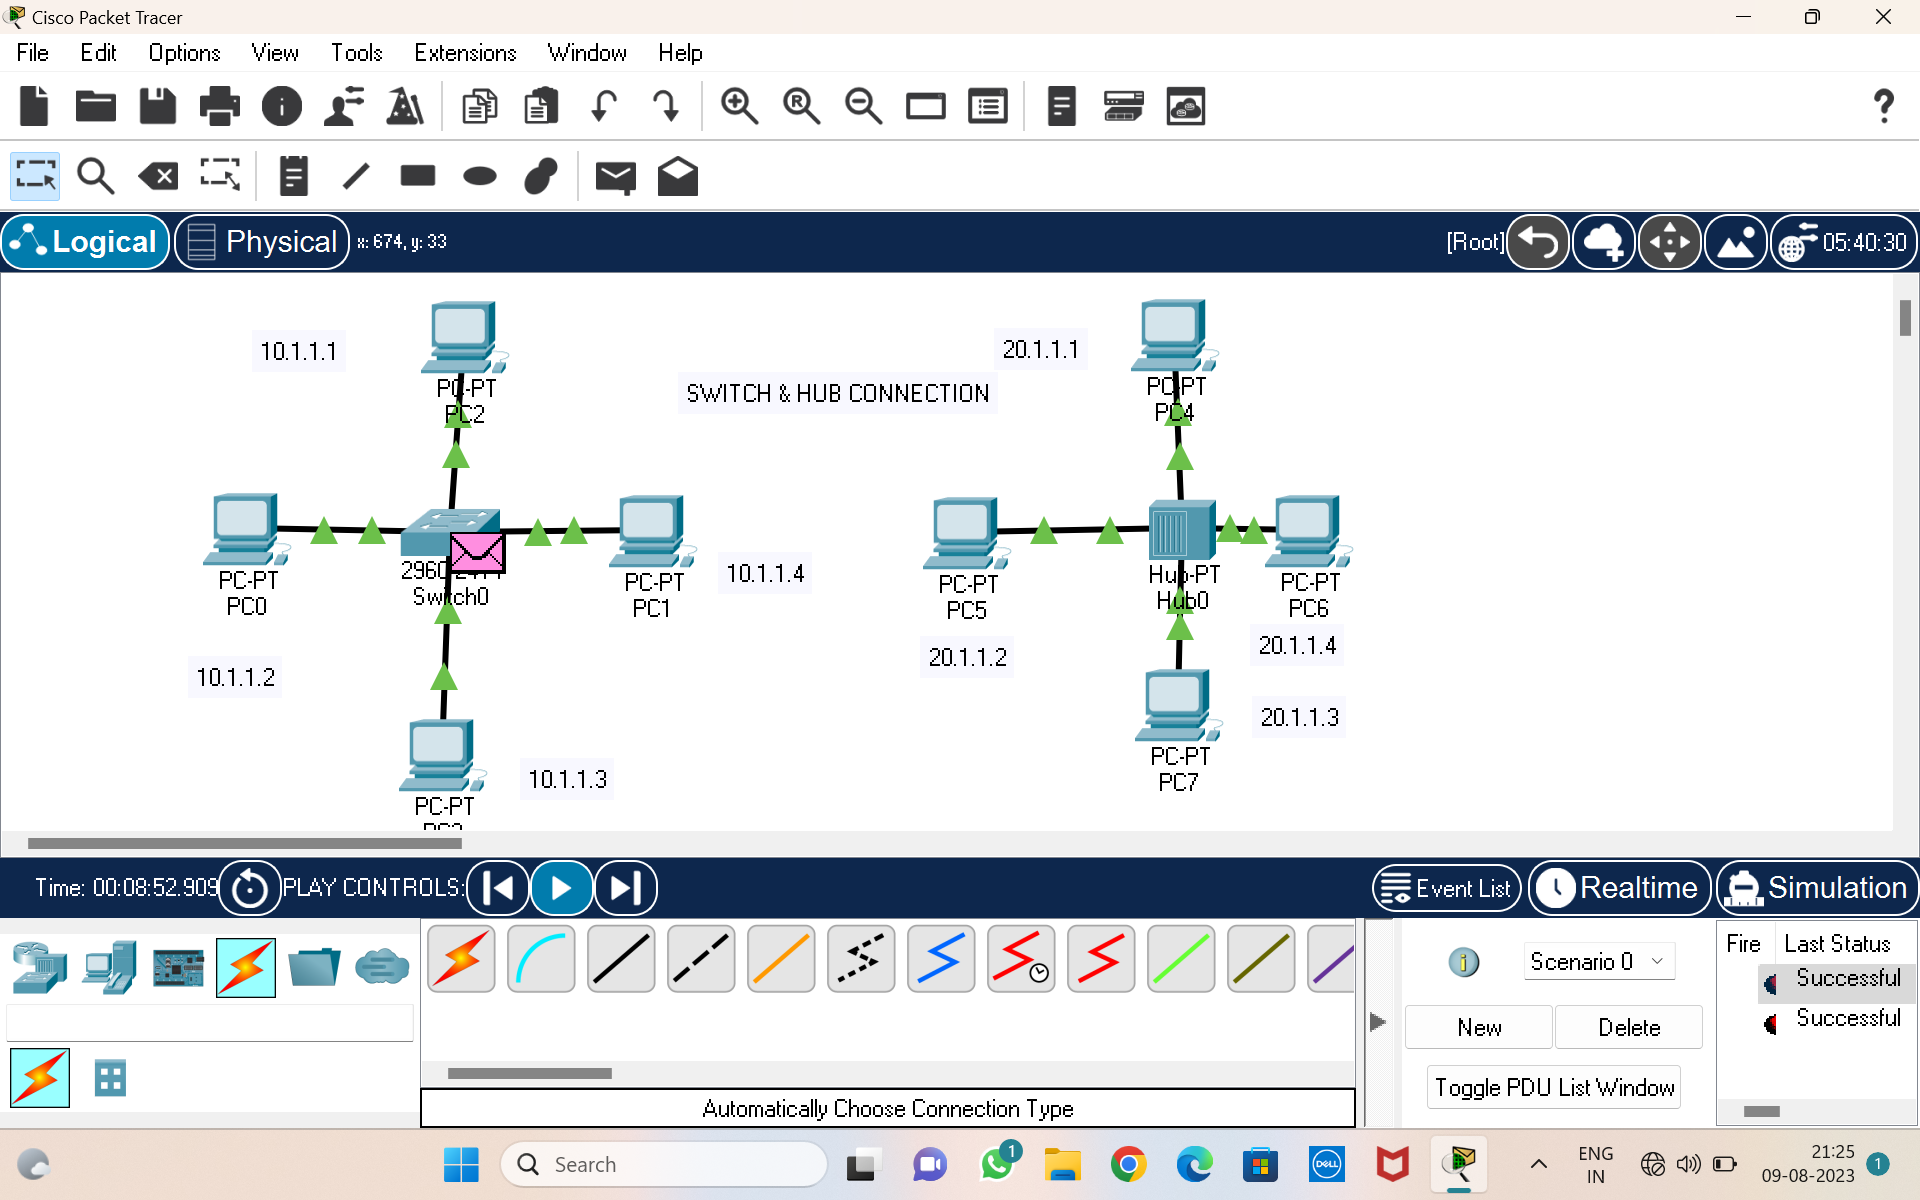 Cisco Packet Tracer
File Edit Options View Tools Extensions Window Help
Logical Physical x: 674, y: 33 [Root] 05:40:30
10.1.1.1
PC-PT
PC2
20.1.1.1
PC-PT
PC4
SWITCH & HUB CONNECTION
PC-PT
PC0
Switch0
PC-PT
PC1
10.1.1.4
PC-PT
PC5
Hub-PT
Hub0
PC-PT
PC6
10.1.1.2
20.1.1.2
20.1.1.4
20.1.1.3
PC-PT
PC7
10.1.1.3
PC-PT
Time: 00:08:52.909 PLAY CONTROLS: Event List Realtime Simulation
Scenario 0
Fire Last Status
Successful
Successful
New Delete
Toggle PDU List Window
Automatically Choose Connection Type
Search
1
DELL
ENG
IN
21:25
09-08-2023
1